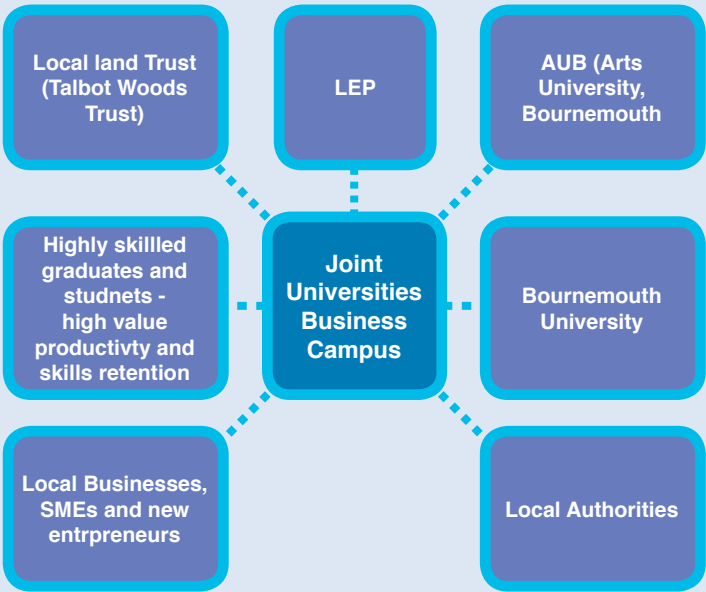 Local land Trust
(Talbot Woods
Trust)
LEP
AUB (Arts
University,
Bournemouth
Highly skillled
graduates and
studnets -
high value
productivty and
skills retention
Joint
Universities
Business
Campus
Bournemouth
University
Local Businesses,
SMEs and new
entrpreneurs
Local Authorities